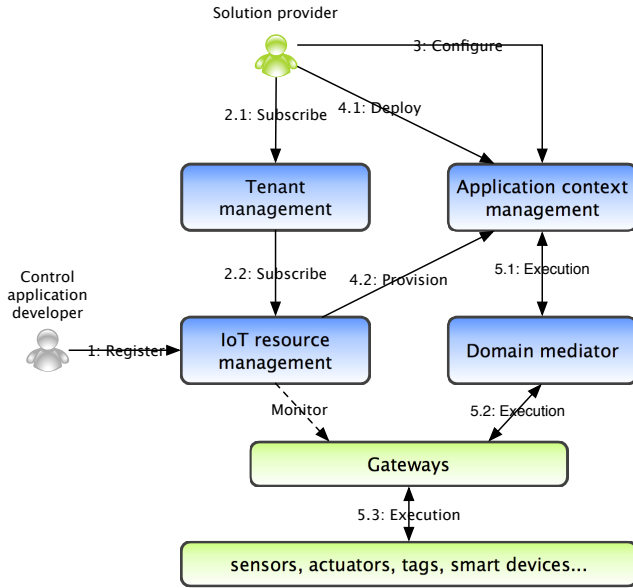 Solution provider
3: Configure
2.1: Subscribe
4.1: Deploy
Tenant
management
Application context
management
2.2: Subscribe
4.2: Provision
5.1: Execution
Control
application
developer
1: Register
IoT resource
management
Domain mediator
Monitor
5.2: Execution
Gateways
5.3: Execution
sensors, actuators, tags, smart devices...